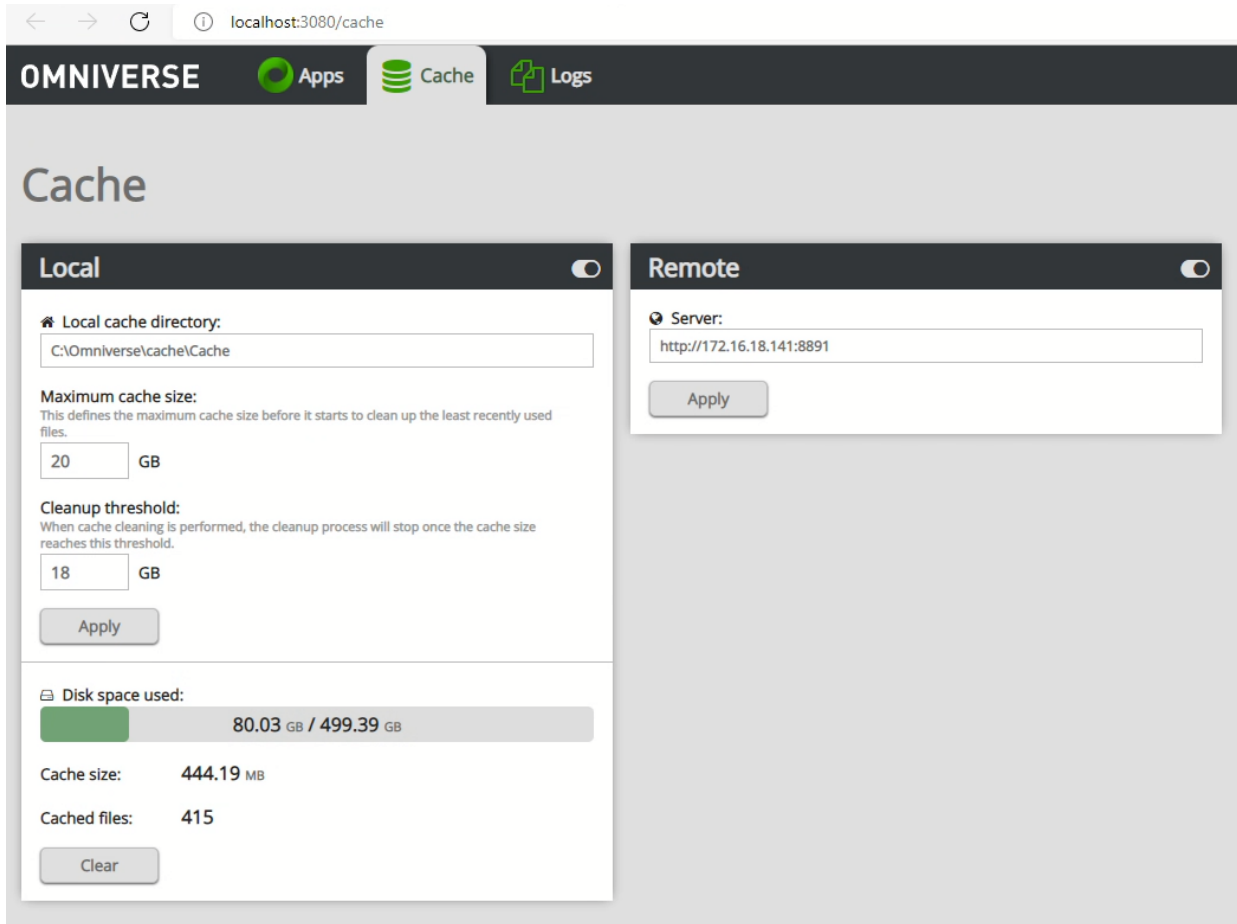 localhost:3080/cache
OMNIVERSE Apps Cache Logs
Cache
Local
Local cache directory:
C:\Omniverse\cache\Cache
Maximum cache size:
This defines the maximum cache size before it starts to clean up the least recently used
files.
20 GB
Cleanup threshold:
When cache cleaning is performed, the cleanup process will stop once the cache size
reaches this threshold.
18 GB
Apply
Disk space used:
80.03 GB / 499.39 GB
Cache size: 444.19 MB
Cached files: 415
Clear
Remote
Server:
http://172.16.18.141:8891
Apply